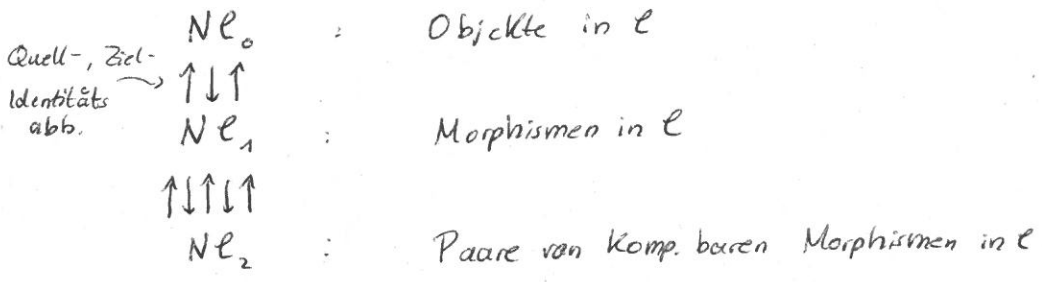 N𝒞₀ : Objekte in 𝒞
Quell-, Ziel-
↑↓↑
Identitäts
abb.
N𝒞₁ : Morphismen in 𝒞
↑↓↑↓↑
N𝒞₂ : Paare von komp.baren Morphismen in 𝒞